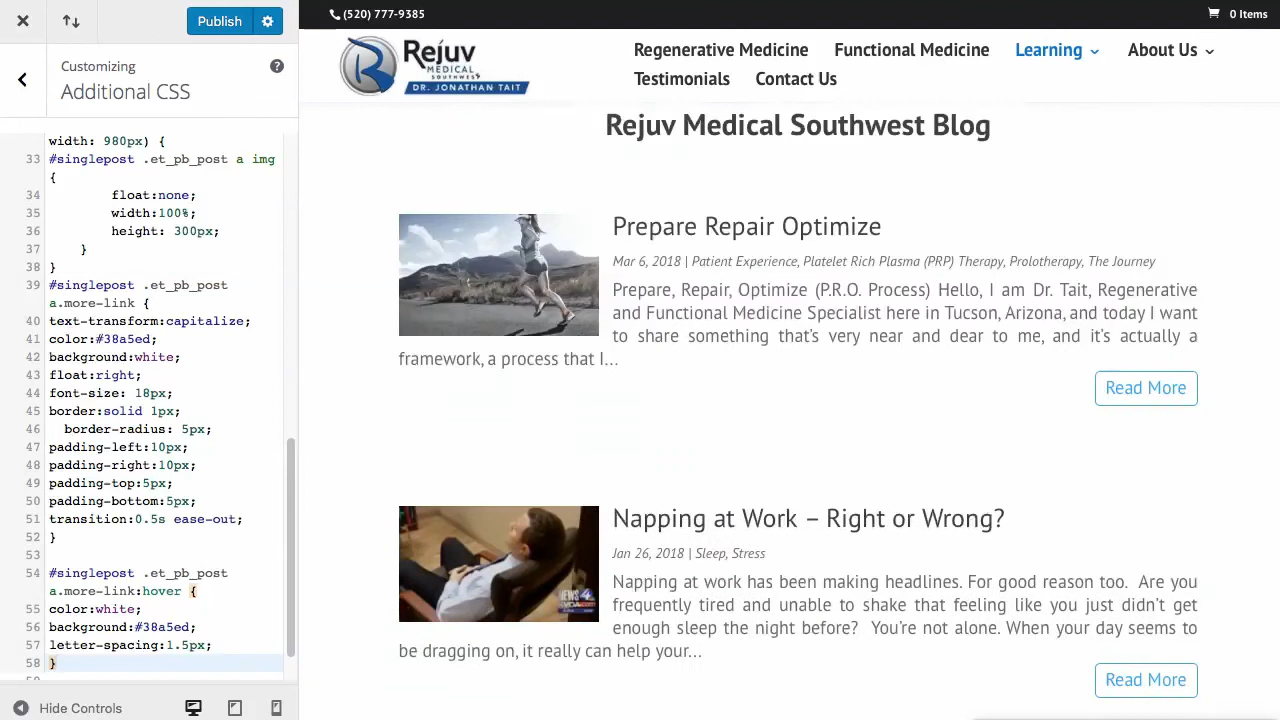 Publish
Customizing
Additional CSS
width: 980px) {
33 #singlepost .et_pb_post a img
{
34 float:none;
35 width:100%;
36 height: 300px;
37 }
38 }
39 #singlepost .et_pb_post
a.more-link {
40 text-transform:capitalize;
41 color:#38a5ed;
42 background:white;
43 float:right;
44 font-size: 18px;
45 border:solid 1px;
46 border-radius: 5px;
47 padding-left:10px;
48 padding-right:10px;
49 padding-top:5px;
50 padding-bottom:5px;
51 transition:0.5s ease-out;
52 }
53
54 #singlepost .et_pb_post
a.more-link:hover {
55 color:white;
56 background:#38a5ed;
57 letter-spacing:1.5px;
58 }
Hide Controls
(520) 777-9385
0 Items
Rejuv
MEDICAL
SOUTHWEST
DR. JONATHAN TAIT
Regenerative Medicine Functional Medicine Learning About Us
Testimonials Contact Us
Rejuv Medical Southwest Blog
Prepare Repair Optimize
Mar 6, 2018 | Patient Experience, Platelet Rich Plasma (PRP) Therapy, Prolotherapy, The Journey
Prepare, Repair, Optimize (P.R.O. Process) Hello, I am Dr. Tait, Regenerative
and Functional Medicine Specialist here in Tucson, Arizona, and today I want
to share something that’s very near and dear to me, and it’s actually a
framework, a process that I...
Read More
Napping at Work – Right or Wrong?
Jan 26, 2018 | Sleep, Stress
Napping at work has been making headlines. For good reason too. Are you
frequently tired and unable to shake that feeling like you just didn’t get
enough sleep the night before? You’re not alone. When your day seems to
be dragging on, it really can help your...
Read More